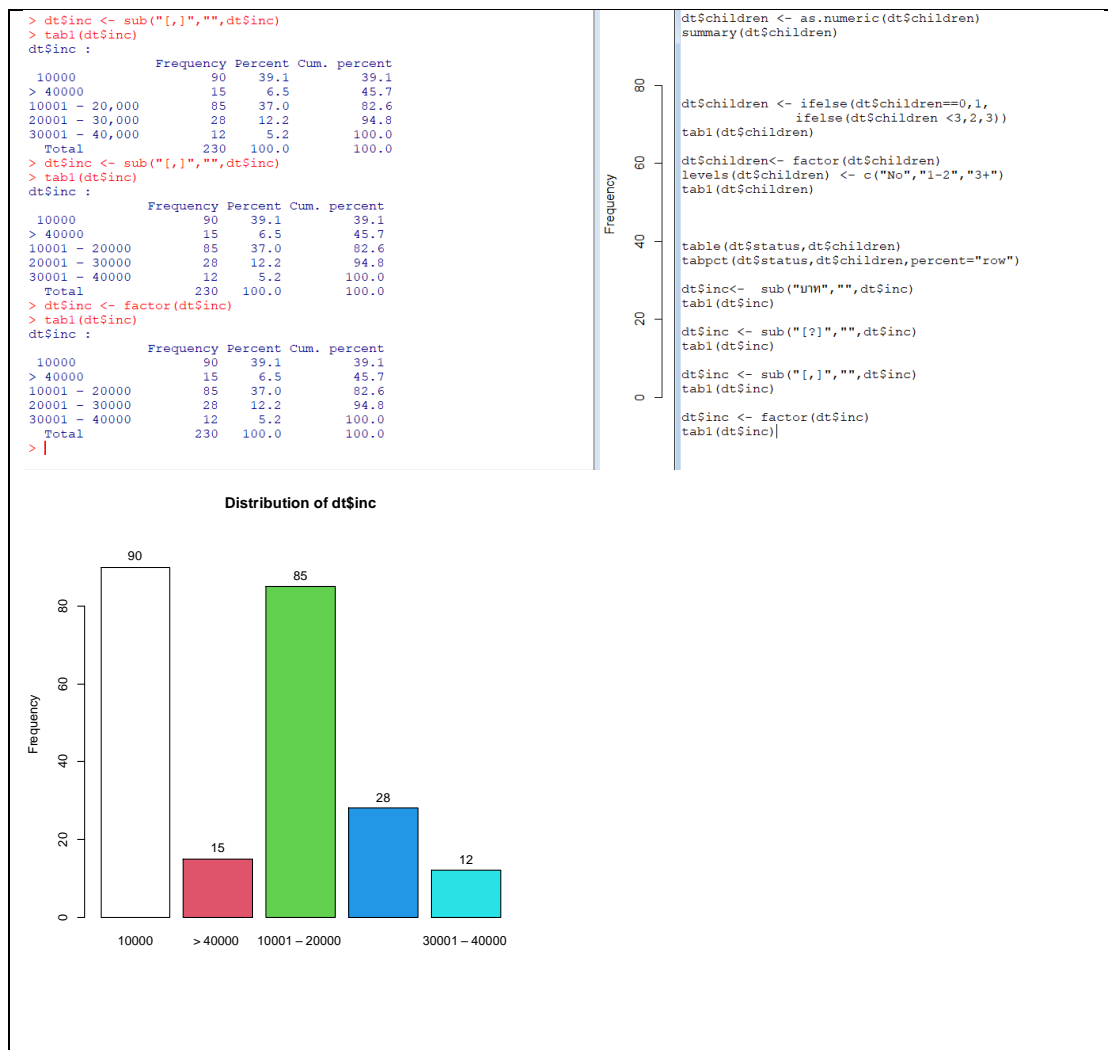 > dt$inc <- sub("[,]","",dt$inc)
> tab1(dt$inc)
dt$inc :
Frequency Percent Cum. percent
10000 90 39.1 39.1
> 40000 15 6.5 45.7
10001 - 20,000 85 37.0 82.6
20001 - 30,000 28 12.2 94.8
30001 - 40,000 12 5.2 100.0
Total 230 100.0 100.0
> dt$inc <- sub("[,]","",dt$inc)
> tab1(dt$inc)
dt$inc :
Frequency Percent Cum. percent
10000 90 39.1 39.1
> 40000 15 6.5 45.7
10001 - 20000 85 37.0 82.6
20001 - 30000 28 12.2 94.8
30001 - 40000 12 5.2 100.0
Total 230 100.0 100.0
> dt$inc <- factor(dt$inc)
> tab1(dt$inc)
dt$inc :
Frequency Percent Cum. percent
10000 90 39.1 39.1
> 40000 15 6.5 45.7
10001 - 20000 85 37.0 82.6
20001 - 30000 28 12.2 94.8
30001 - 40000 12 5.2 100.0
Total 230 100.0 100.0
>
Frequency
80
60
40
20
0
dt$children <- as.numeric(dt$children)
summary(dt$children)
dt$children <- ifelse(dt$children==0,1,
ifelse(dt$children <3,2,3))
tab1(dt$children)
dt$children<- factor(dt$children)
levels(dt$children) <- c("No","1-2","3+")
tab1(dt$children)
table(dt$status,dt$children)
tabpct(dt$status,dt$children,percent="row")
dt$inc<-  sub("บาท","",dt$inc)
tab1(dt$inc)
dt$inc <- sub("[?]","",dt$inc)
tab1(dt$inc)
dt$inc <- sub("[,]","",dt$inc)
tab1(dt$inc)
dt$inc <- factor(dt$inc)
tab1(dt$inc)
Distribution of dt$inc
Frequency
80
60
40
20
0
90
15
85
28
12
10000 > 40000 10001 – 20000 30001 – 40000